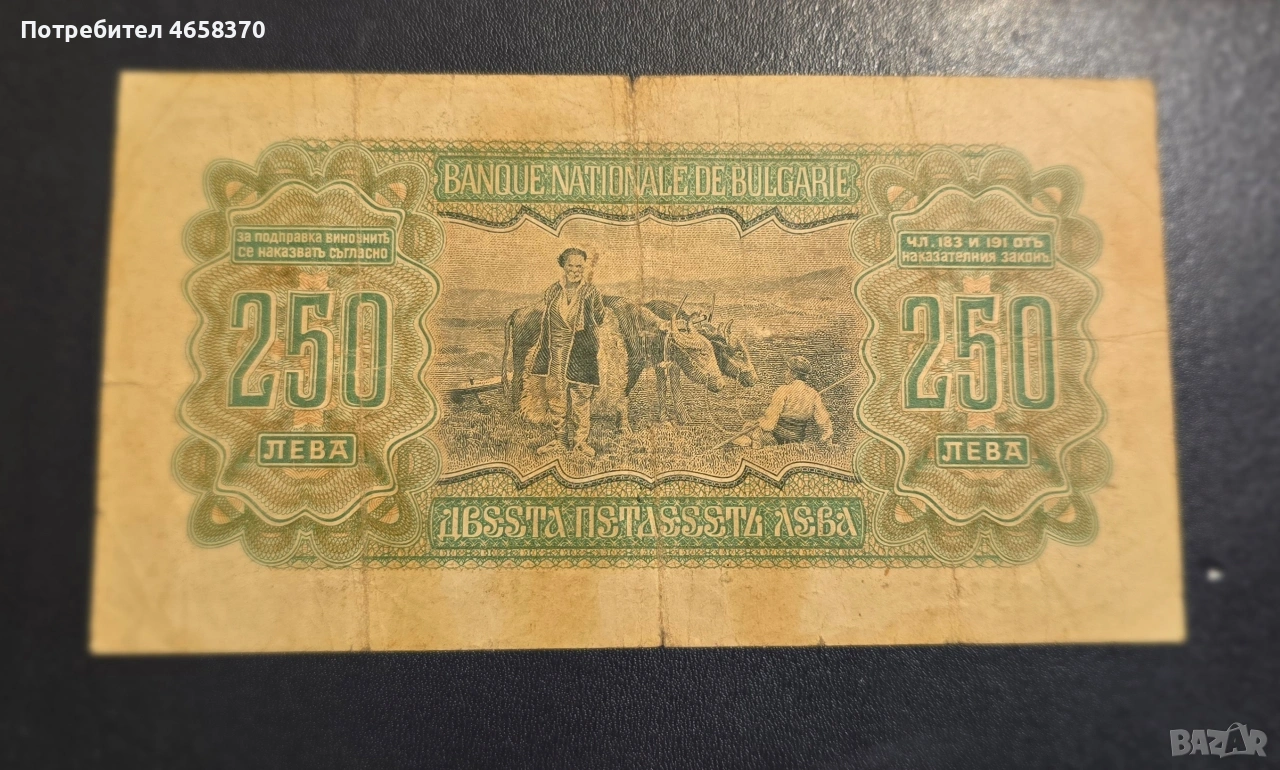 Потребител 4658370
BANQUE NATIONALE DE BULGARIE
за подправка виновнитѣ
се наказватъ съгласно
чл. 183 и 191 отъ
наказателния законъ.
250
250
ЛЕВА
ЛЕВА
ДВЕСТА ПЕТДЕСЕТЬ ЛЕВА
BAZAR